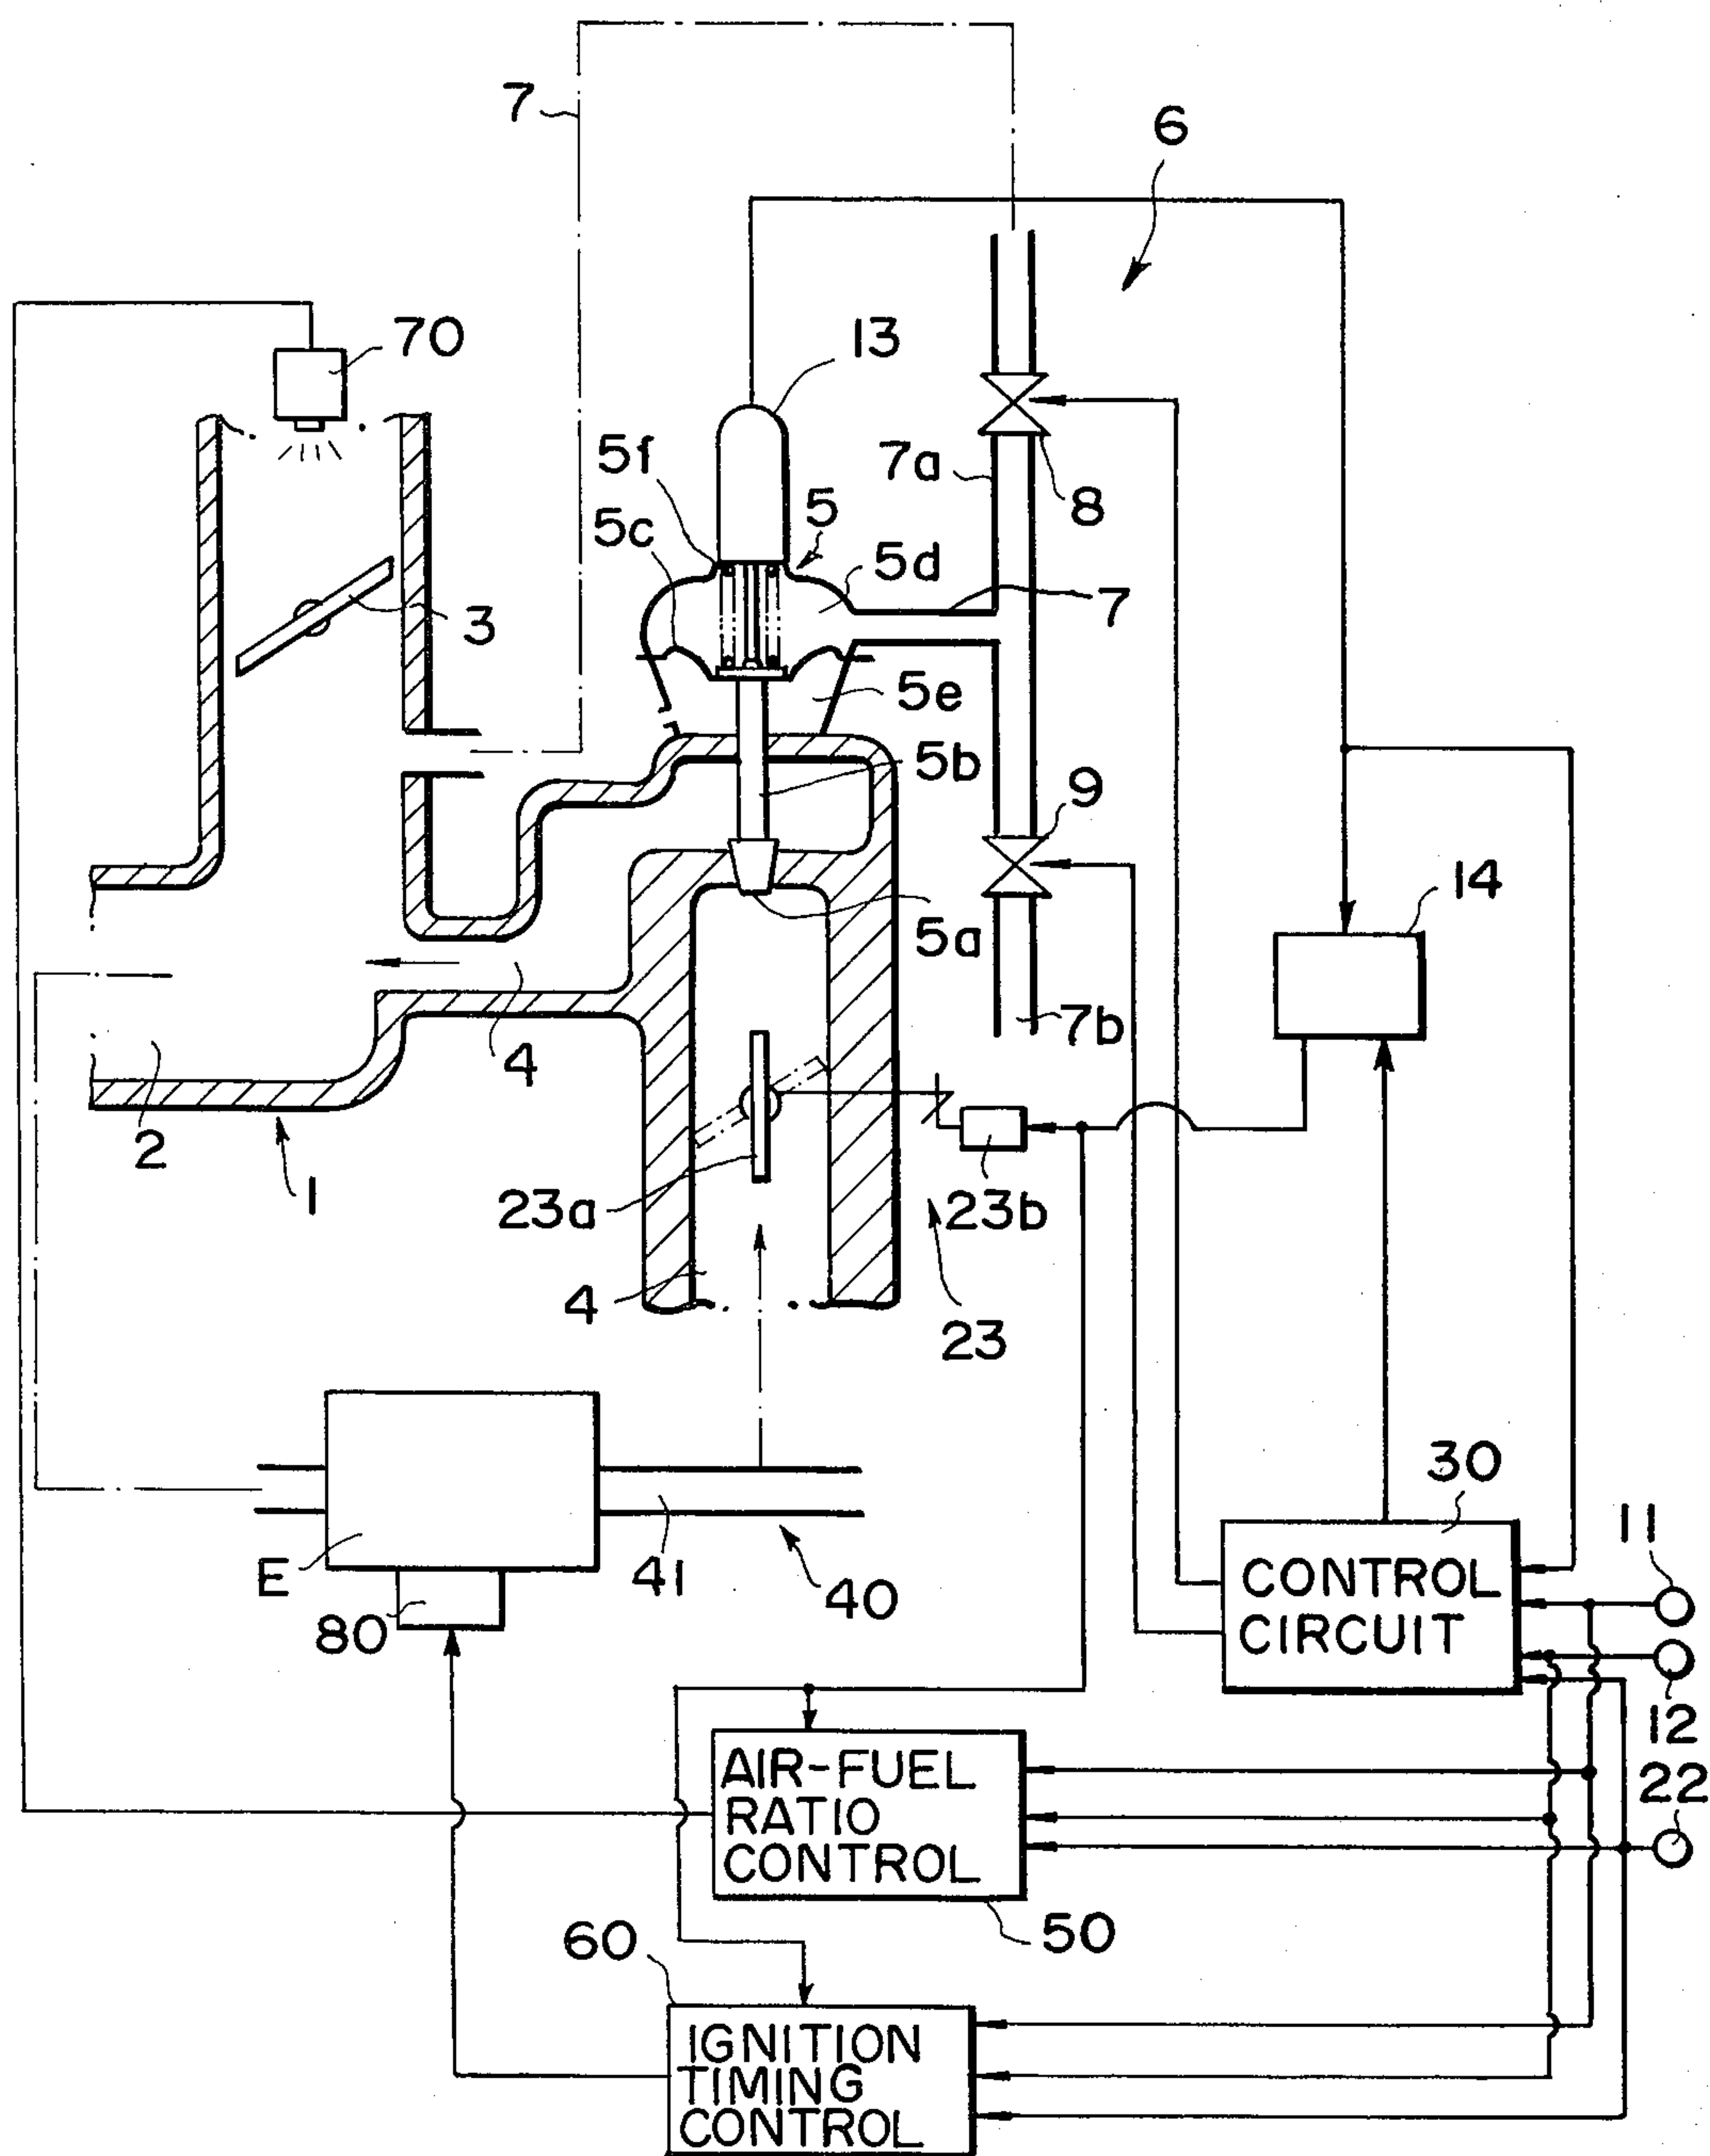 7
6
70
13
5f
7a
8
5c
5
5d
3
7
5e
5b
9
14
5a
4
7b
2
1
23a
23b
4
23
30
11
CONTROL
CIRCUIT
E
41
40
80
12
22
AIR-FUEL
RATIO
CONTROL
50
60
IGNITION
TIMING
CONTROL